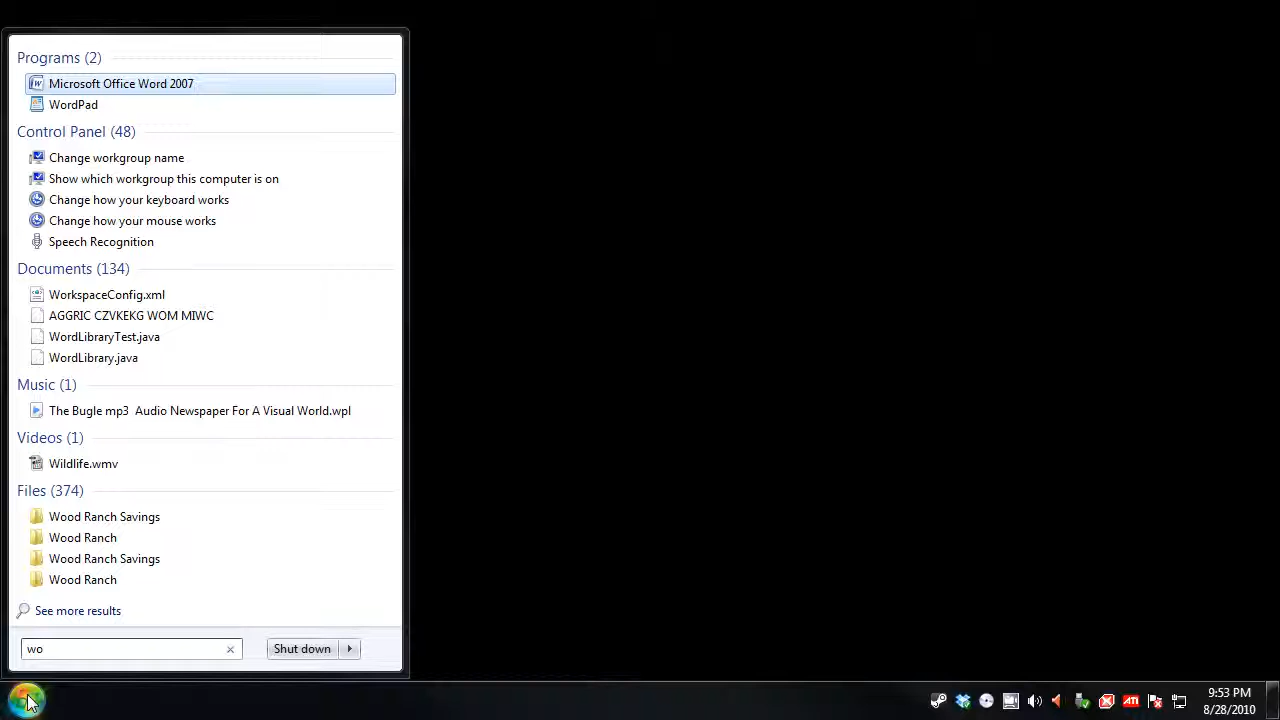 Programs (2)
Microsoft Office Word 2007
WordPad
Control Panel (48)
Change workgroup name
Show which workgroup this computer is on
Change how your keyboard works
Change how your mouse works
Speech Recognition
Documents (134)
WorkspaceConfig.xml
AGGRIC CZVKEKG WOM MIWC
WordLibraryTest.java
WordLibrary.java
Music (1)
The Bugle mp3 Audio Newspaper For A Visual World.wpl
Videos (1)
Wildlife.wmv
Files (374)
Wood Ranch Savings
Wood Ranch
Wood Ranch Savings
Wood Ranch
See more results
wo
Shut down
ATI
9:53 PM
8/28/2010